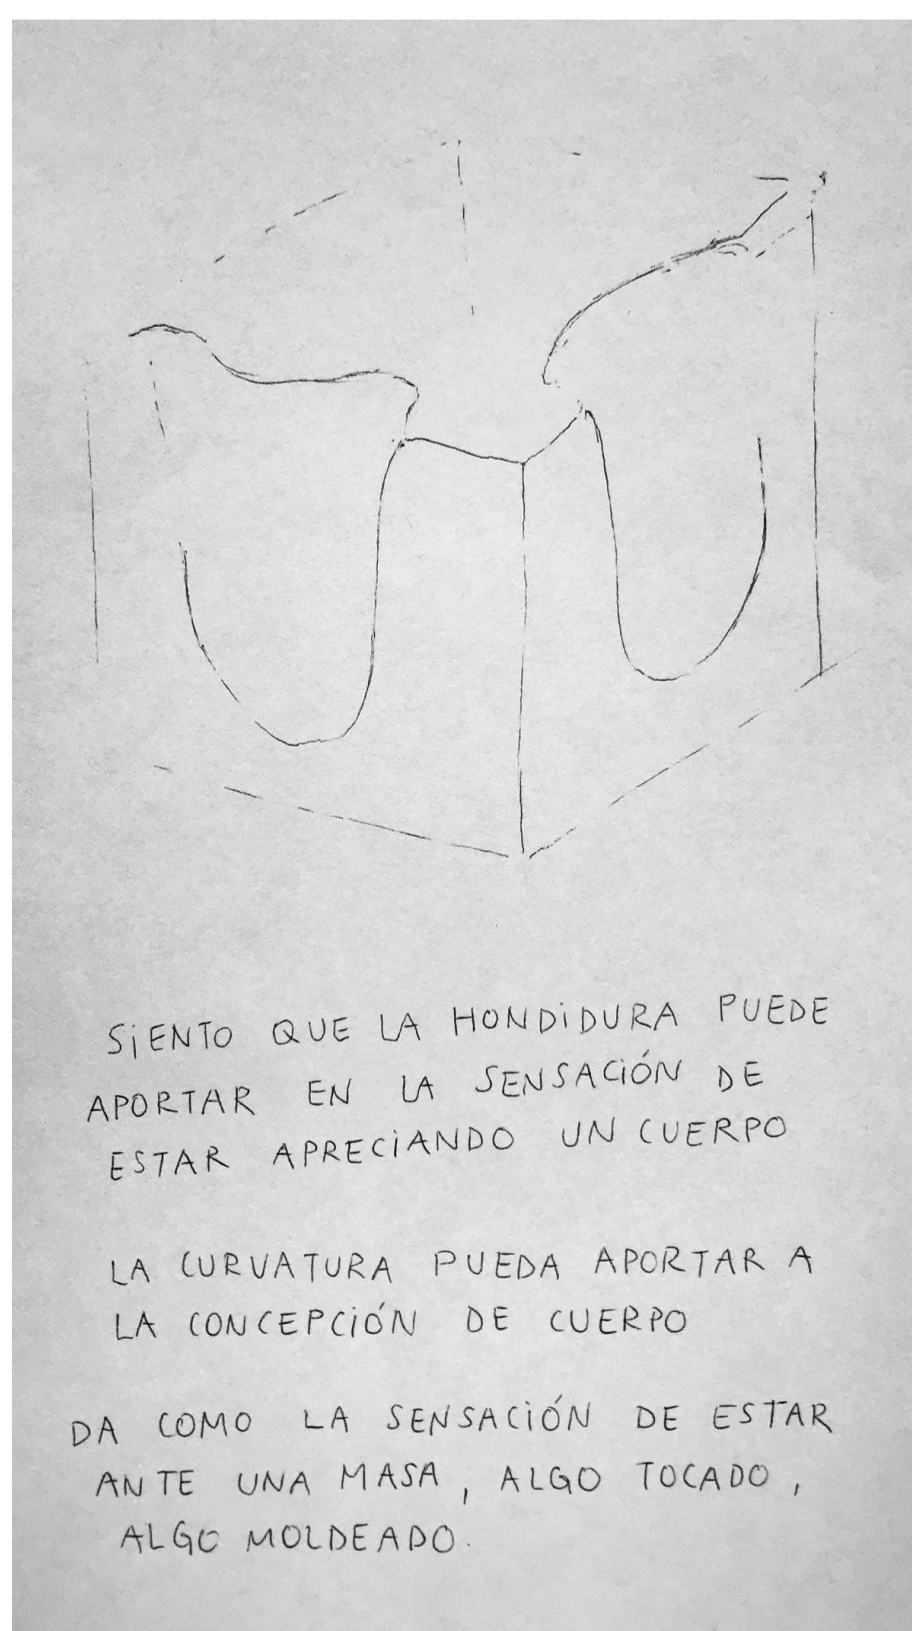 SiENTO QUE LA HONDiDURA PUEDE
APORTAR EN LA SENSACiÓN DE
ESTAR APRECiANDO UN CUERPO
LA CURVATURA PUEDA APORTAR A
LA CONCEPCiÓN DE CUERPO
DA COMO LA SENSACiÓN DE ESTAR
ANTE UNA MASA, ALGO TOCADO,
ALGO MOLDEADO.